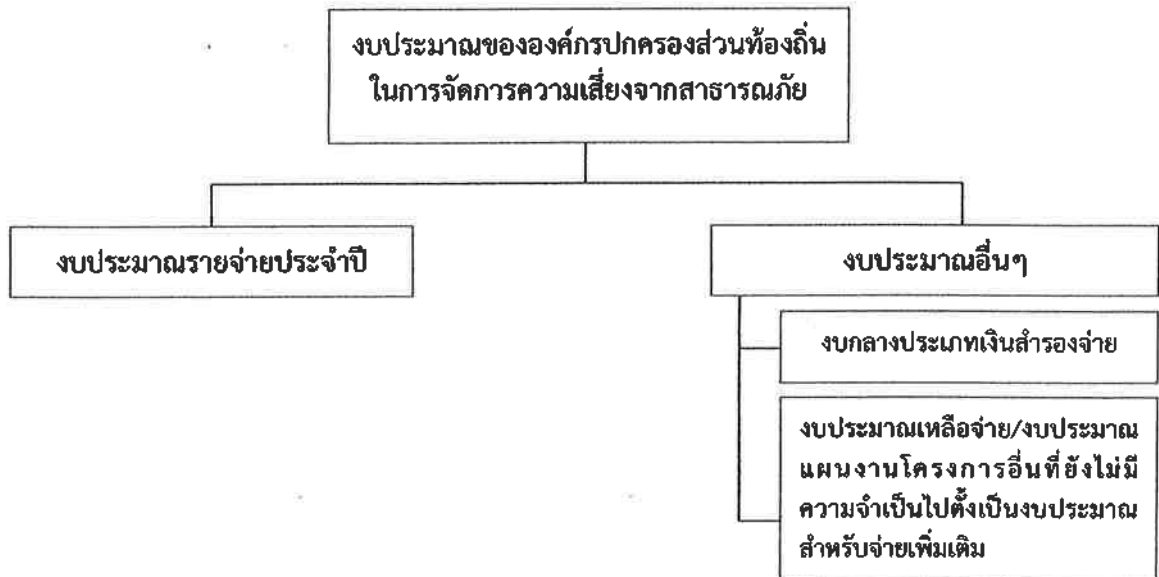 งบประมาณขององค์กรปกครองส่วนท้องถิ่น
ในการจัดการความเสี่ยงจากสาธารณภัย
งบประมาณรายจ่ายประจำปี
งบประมาณอื่นๆ
งบกลางประเภทเงินสำรองจ่าย
งบประมาณเหลือจ่าย/งบประมาณ
แผนงานโครงการอื่นที่ยังไม่มี
ความจำเป็นไปตั้งเป็นงบประมาณ
สำหรับจ่ายเพิ่มเติม